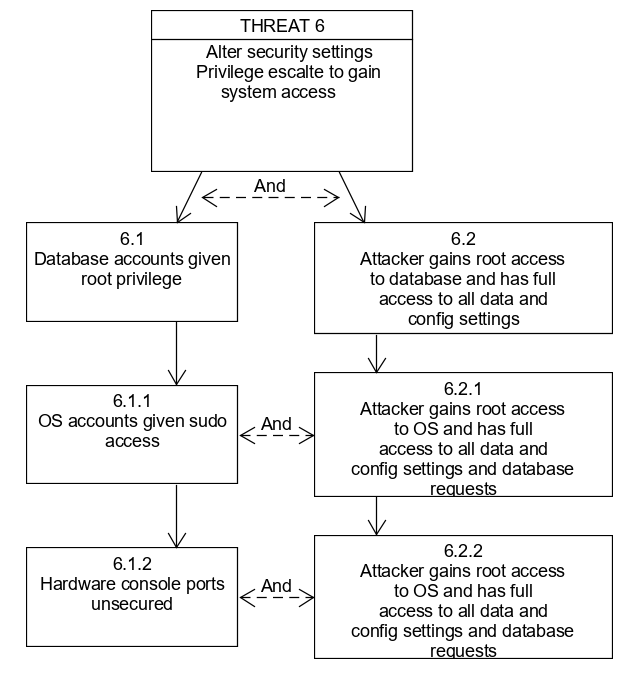 THREAT 6
Alter security settings
Privilege escalte to gain
system access
And
6.1
Database accounts given
root privilege
6.2
Attacker gains root access
to database and has full
access to all data and
config settings
6.1.1
OS accounts given sudo
access
And
6.2.1
Attacker gains root access
to OS and has full
access to all data and
config settings and database
requests
6.1.2
Hardware console ports
unsecured
And
6.2.2
Attacker gains root access
to OS and has full
access to all data and
config settings and database
requests